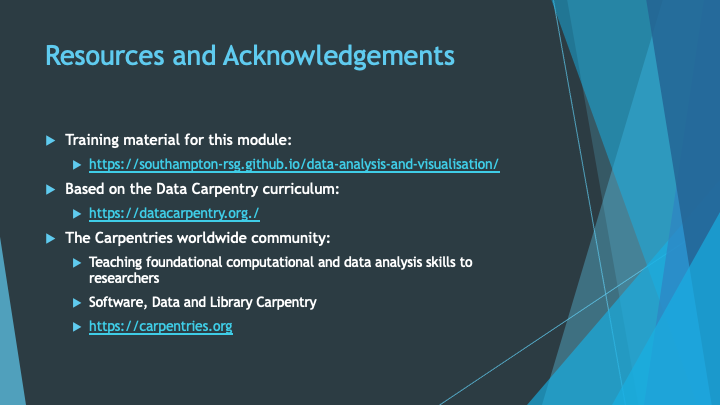 Resources and Acknowledgements
Training material for this module:
https://southampton-rsg.github.io/data-analysis-and-visualisation/
Based on the Data Carpentry curriculum:
https://datacarpentry.org./
The Carpentries worldwide community:
Teaching foundational computational and data analysis skills to
researchers
Software, Data and Library Carpentry
https://carpentries.org